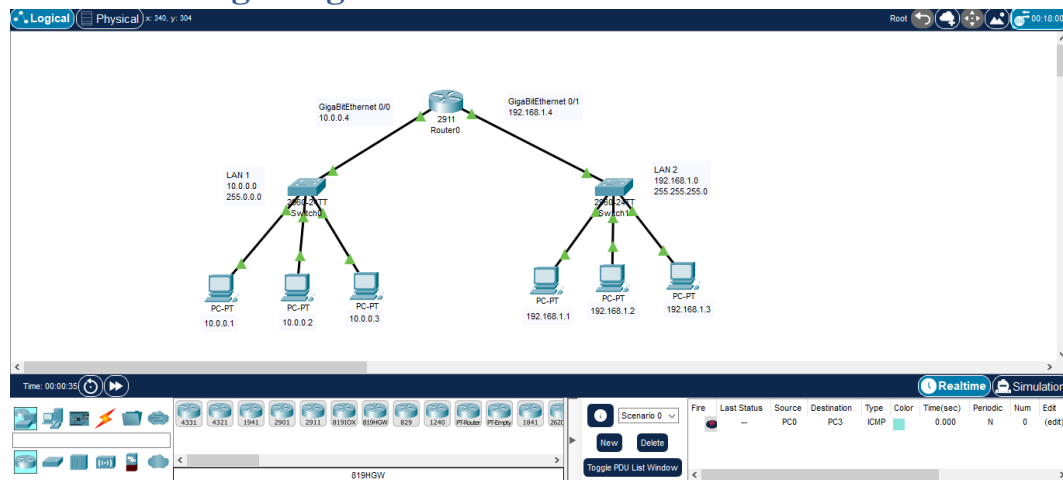 Logical
Physical
x: 340, y: 304
Root
00:18:00
GigaBitEthernet 0/0
10.0.0.4
2911
Router0
GigaBitEthernet 0/1
192.168.1.4
LAN 1
10.0.0.0
255.0.0.0
2960-24TT
Switch0
LAN 2
192.168.1.0
255.255.255.0
2960-24TT
Switch1
PC-PT
10.0.0.1
PC-PT
10.0.0.2
PC-PT
10.0.0.3
PC-PT
192.168.1.1
PC-PT
192.168.1.2
PC-PT
192.168.1.3
Time: 00:00:35
Realtime
Simulation
4331 4321 1941 2901 2911 819IOX 819HGW 829 1240 PT-Router PT-Empty 1841 262
819HGW
Scenario 0
New Delete
Toggle PDU List Window
Fire Last Status Source Destination Type Color Time(sec) Periodic Num Edit
-- PC0 PC3 ICMP 0.000 N 0 (edit)